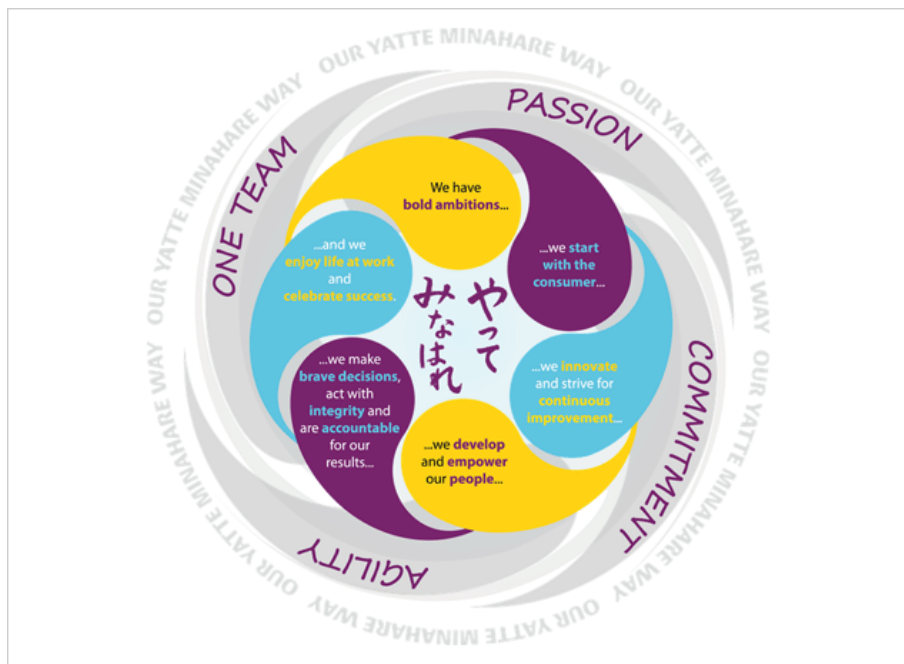 OUR YATTE MINAHARE WAY
OUR YATTE MINAHARE WAY
OUR YATTE MINAHARE WAY
OUR YATTE MINAHARE WAY
OUR YATTE MINAHARE WAY
OUR YATTE MINAHARE WAY
ONE TEAM
PASSION
COMMITMENT
AGILITY
We have
bold ambitions...
...we start
with the
consumer...
...we innovate
and strive for
continuous
improvement...
...we develop
and empower
our people...
...we make
brave decisions,
act with
integrity and
are accountable
for our
results...
...and we
enjoy life at work
and
celebrate success.
やって
みなはれ